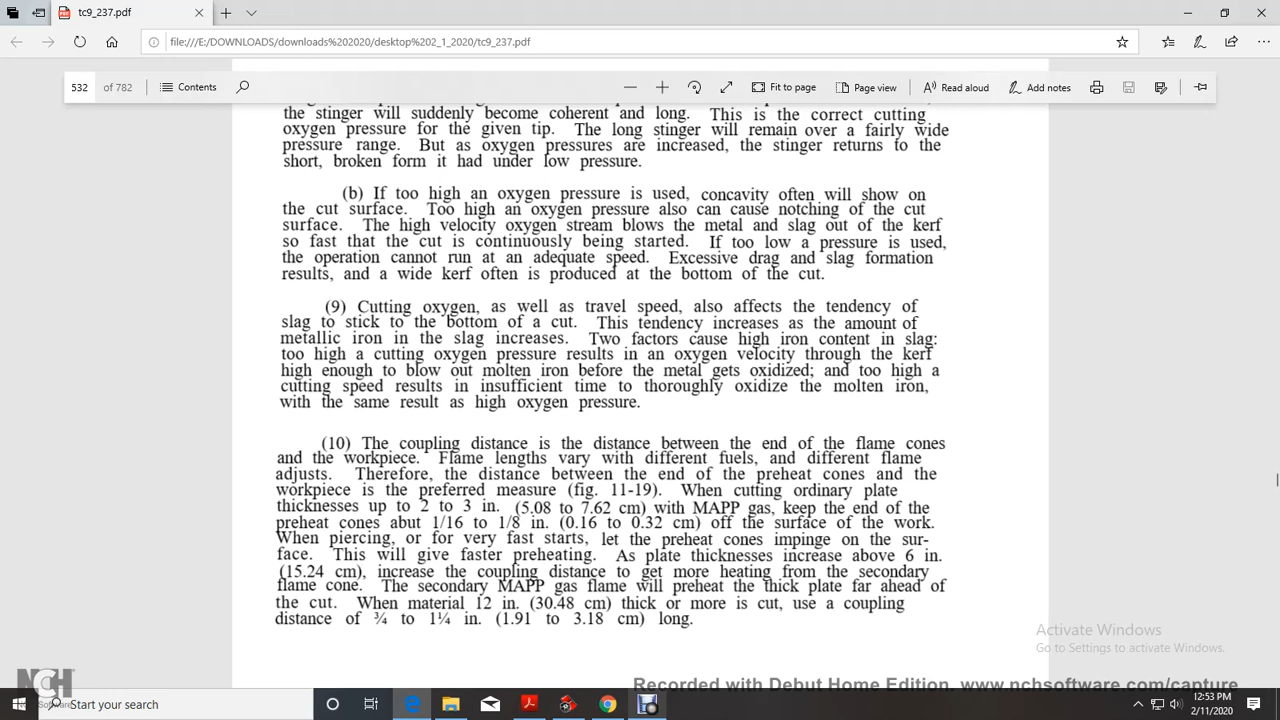 tc9_237.pdf
file:///E:/DOWNLOADS/downloads%202020/desktop%202_1_2020/tc9_237.pdf
532 of 782 Contents Fit to page Page view Read aloud Add notes
the stinger will suddenly become coherent and long. This is the correct cutting
oxygen pressure for the given tip. The long stinger will remain over a fairly wide
pressure range. But as oxygen pressures are increased, the stinger returns to the
short, broken form it had under low pressure.
(b) If too high an oxygen pressure is used, concavity often will show on
the cut surface. Too high an oxygen pressure also can cause notching of the cut
surface. The high velocity oxygen stream blows the metal and slag out of the kerf
so fast that the cut is continuously being started. If too low a pressure is used,
the operation cannot run at an adequate speed. Excessive drag and slag formation
results, and a wide kerf often is produced at the bottom of the cut.
(9) Cutting oxygen, as well as travel speed, also affects the tendency of
slag to stick to the bottom of a cut. This tendency increases as the amount of
metallic iron in the slag increases. Two factors cause high iron content in slag:
too high a cutting oxygen pressure results in an oxygen velocity through the kerf
high enough to blow out molten iron before the metal gets oxidized; and too high a
cutting speed results in insufficient time to thoroughly oxidize the molten iron,
with the same result as high oxygen pressure.
(10) The coupling distance is the distance between the end of the flame cones
and the workpiece. Flame lengths vary with different fuels, and different flame
adjusts. Therefore, the distance between the end of the preheat cones and the
workpiece is the preferred measure (fig. 11-19). When cutting ordinary plate
thicknesses up to 2 to 3 in. (5.08 to 7.62 cm) with MAPP gas, keep the end of the
preheat cones abut 1/16 to 1/8 in. (0.16 to 0.32 cm) off the surface of the work.
When piercing, or for very fast starts, let the preheat cones impinge on the sur-
face. This will give faster preheating. As plate thicknesses increase above 6 in.
(15.24 cm), increase the coupling distance to get more heating from the secondary
flame cone. The secondary MAPP gas flame will preheat the thick plate far ahead of
the cut. When material 12 in. (30.48 cm) thick or more is cut, use a coupling
distance of ¾ to 1¼ in. (1.91 to 3.18 cm) long.
Activate Windows
Go to Settings to activate Windows.
NCH
Software
Recorded with Debut Home Edition. www.nchsoftware.com/capture
Start your search
12:53 PM
2/11/2020